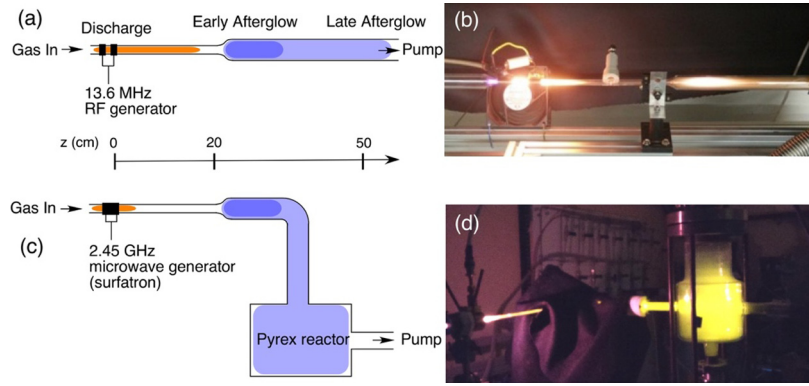 (a)
Discharge
Early Afterglow
Late Afterglow
Gas In
Pump
13.6 MHz
RF generator
(b)
z (cm)
0
20
50
Gas In
(c)
2.45 GHz
microwave generator
(surfatron)
Pyrex reactor
Pump
(d)